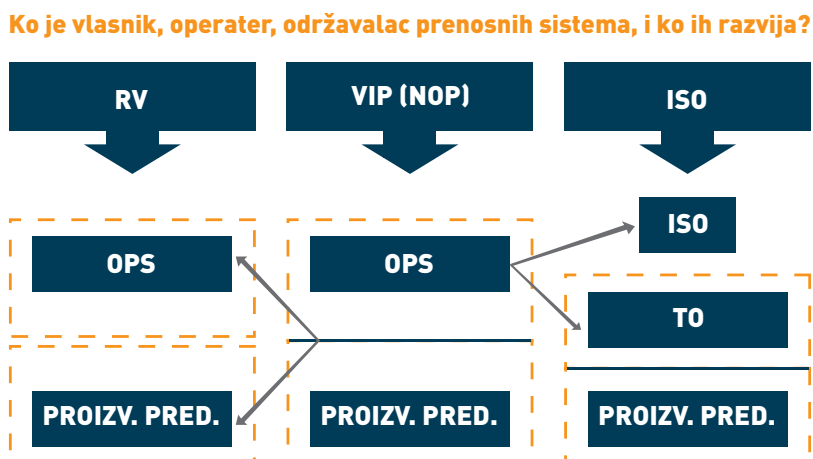 Ko je vlasnik, operater, održavalac prenosnih sistema, i ko ih razvija?
RV
VIP (NOP)
ISO
ISO
OPS
OPS
TO
PROIZV. PRED.
PROIZV. PRED.
PROIZV. PRED.